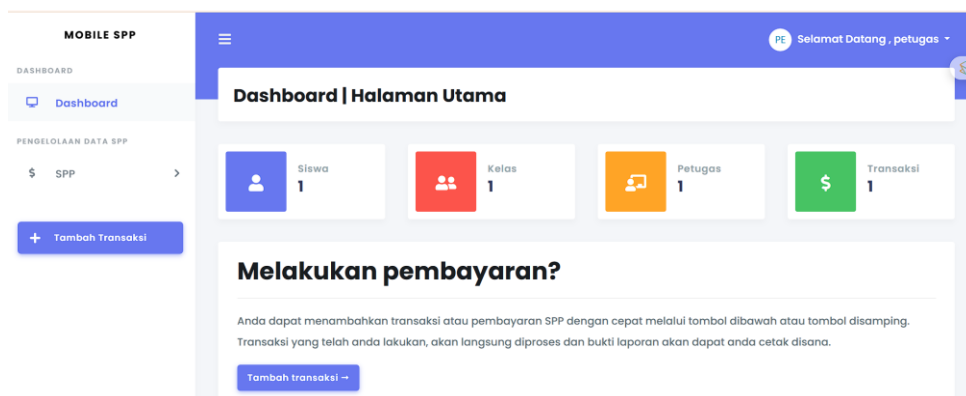 MOBILE SPP
PE Selamat Datang , petugas
DASHBOARD
Dashboard
Dashboard | Halaman Utama
PENGELOLAAN DATA SPP
$ SPP
Siswa
1
Kelas
1
Petugas
1
$ Transaksi
1
+ Tambah Transaksi
Melakukan pembayaran?
Anda dapat menambahkan transaksi atau pembayaran SPP dengan cepat melalui tombol dibawah atau tombol disamping.
Transaksi yang telah anda lakukan, akan langsung diproses dan bukti laporan akan dapat anda cetak disana.
Tambah transaksi →